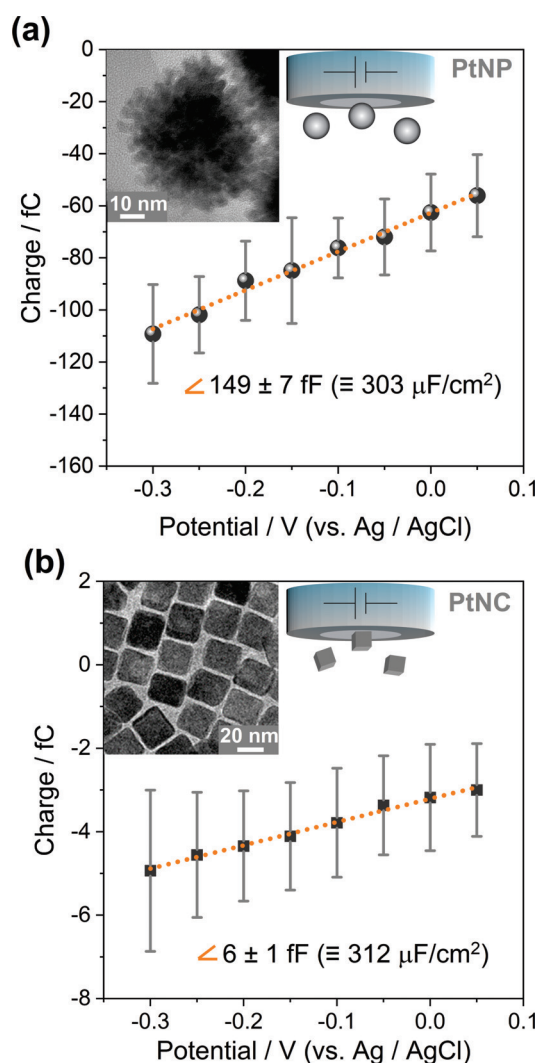 (a)
0
-20
-40
-60
-80
-100
-120
-140
-160
Charge / fC
10 nm
PtNP
∠ 149 ± 7 fF (≡ 303 μF/cm²)
-0.3 -0.2 -0.1 0.0 0.1
Potential / V (vs. Ag / AgCl)
(b)
2
0
-2
-4
-6
-8
Charge / fC
20 nm
PtNC
∠ 6 ± 1 fF (≡ 312 μF/cm²)
-0.3 -0.2 -0.1 0.0 0.1
Potential / V (vs. Ag / AgCl)